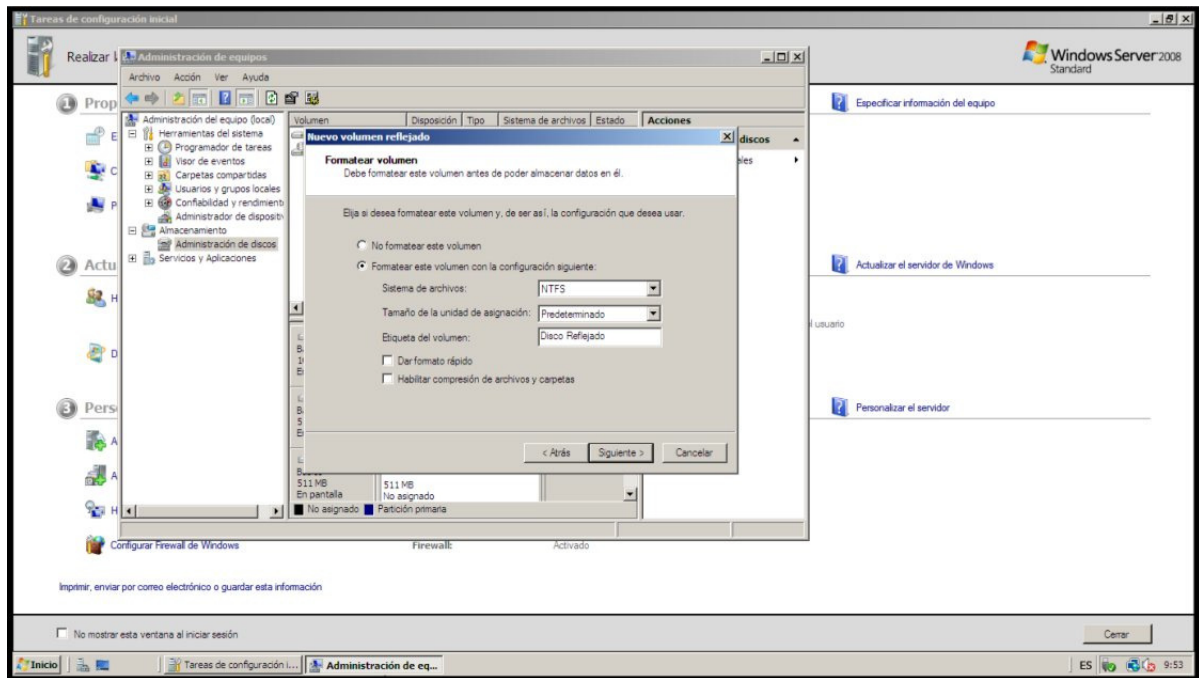 Tareas de configuración inicial
Realizar l
Windows Server 2008
Standard
Administración de equipos
Archivo Acción Ver Ayuda
1 Prop
Especificar información del equipo
Administración del equipo (local)
Herramientas del sistema
Programador de tareas
Visor de eventos
Carpetas compartidas
Usuarios y grupos locales
Confiabilidad y rendimient
Administrador de dispositi
Almacenamiento
Administración de discos
Servicios y Aplicaciones
Volumen Disposición Tipo Sistema de archivos Estado
Acciones
discos
Nuevo volumen reflejado
Formatear volumen
Debe formatear este volumen antes de poder almacenar datos en él.
Elija si desea formatear este volumen y, de ser así, la configuración que desea usar.
No formatear este volumen
Formatear este volumen con la configuración siguiente:
Sistema de archivos: NTFS
Tamaño de la unidad de asignación: Predeterminado
Etiqueta del volumen: Disco Reflejado
Dar formato rápido
Habilitar compresión de archivos y carpetas
< Atrás Siguiente > Cancelar
2 Actu
Actualizar el servidor de Windows
l usuario
3 Pers
Personalizar el servidor
511 MB
En pantalla
511 MB
No asignado
No asignado Partición primaria
Configurar Firewall de Windows Firewall: Activado
Imprimir, enviar por correo electrónico o guardar esta información
No mostrar esta ventana al iniciar sesión
Cerrar
Inicio Tareas de configuración i... Administración de eq... ES 9:53